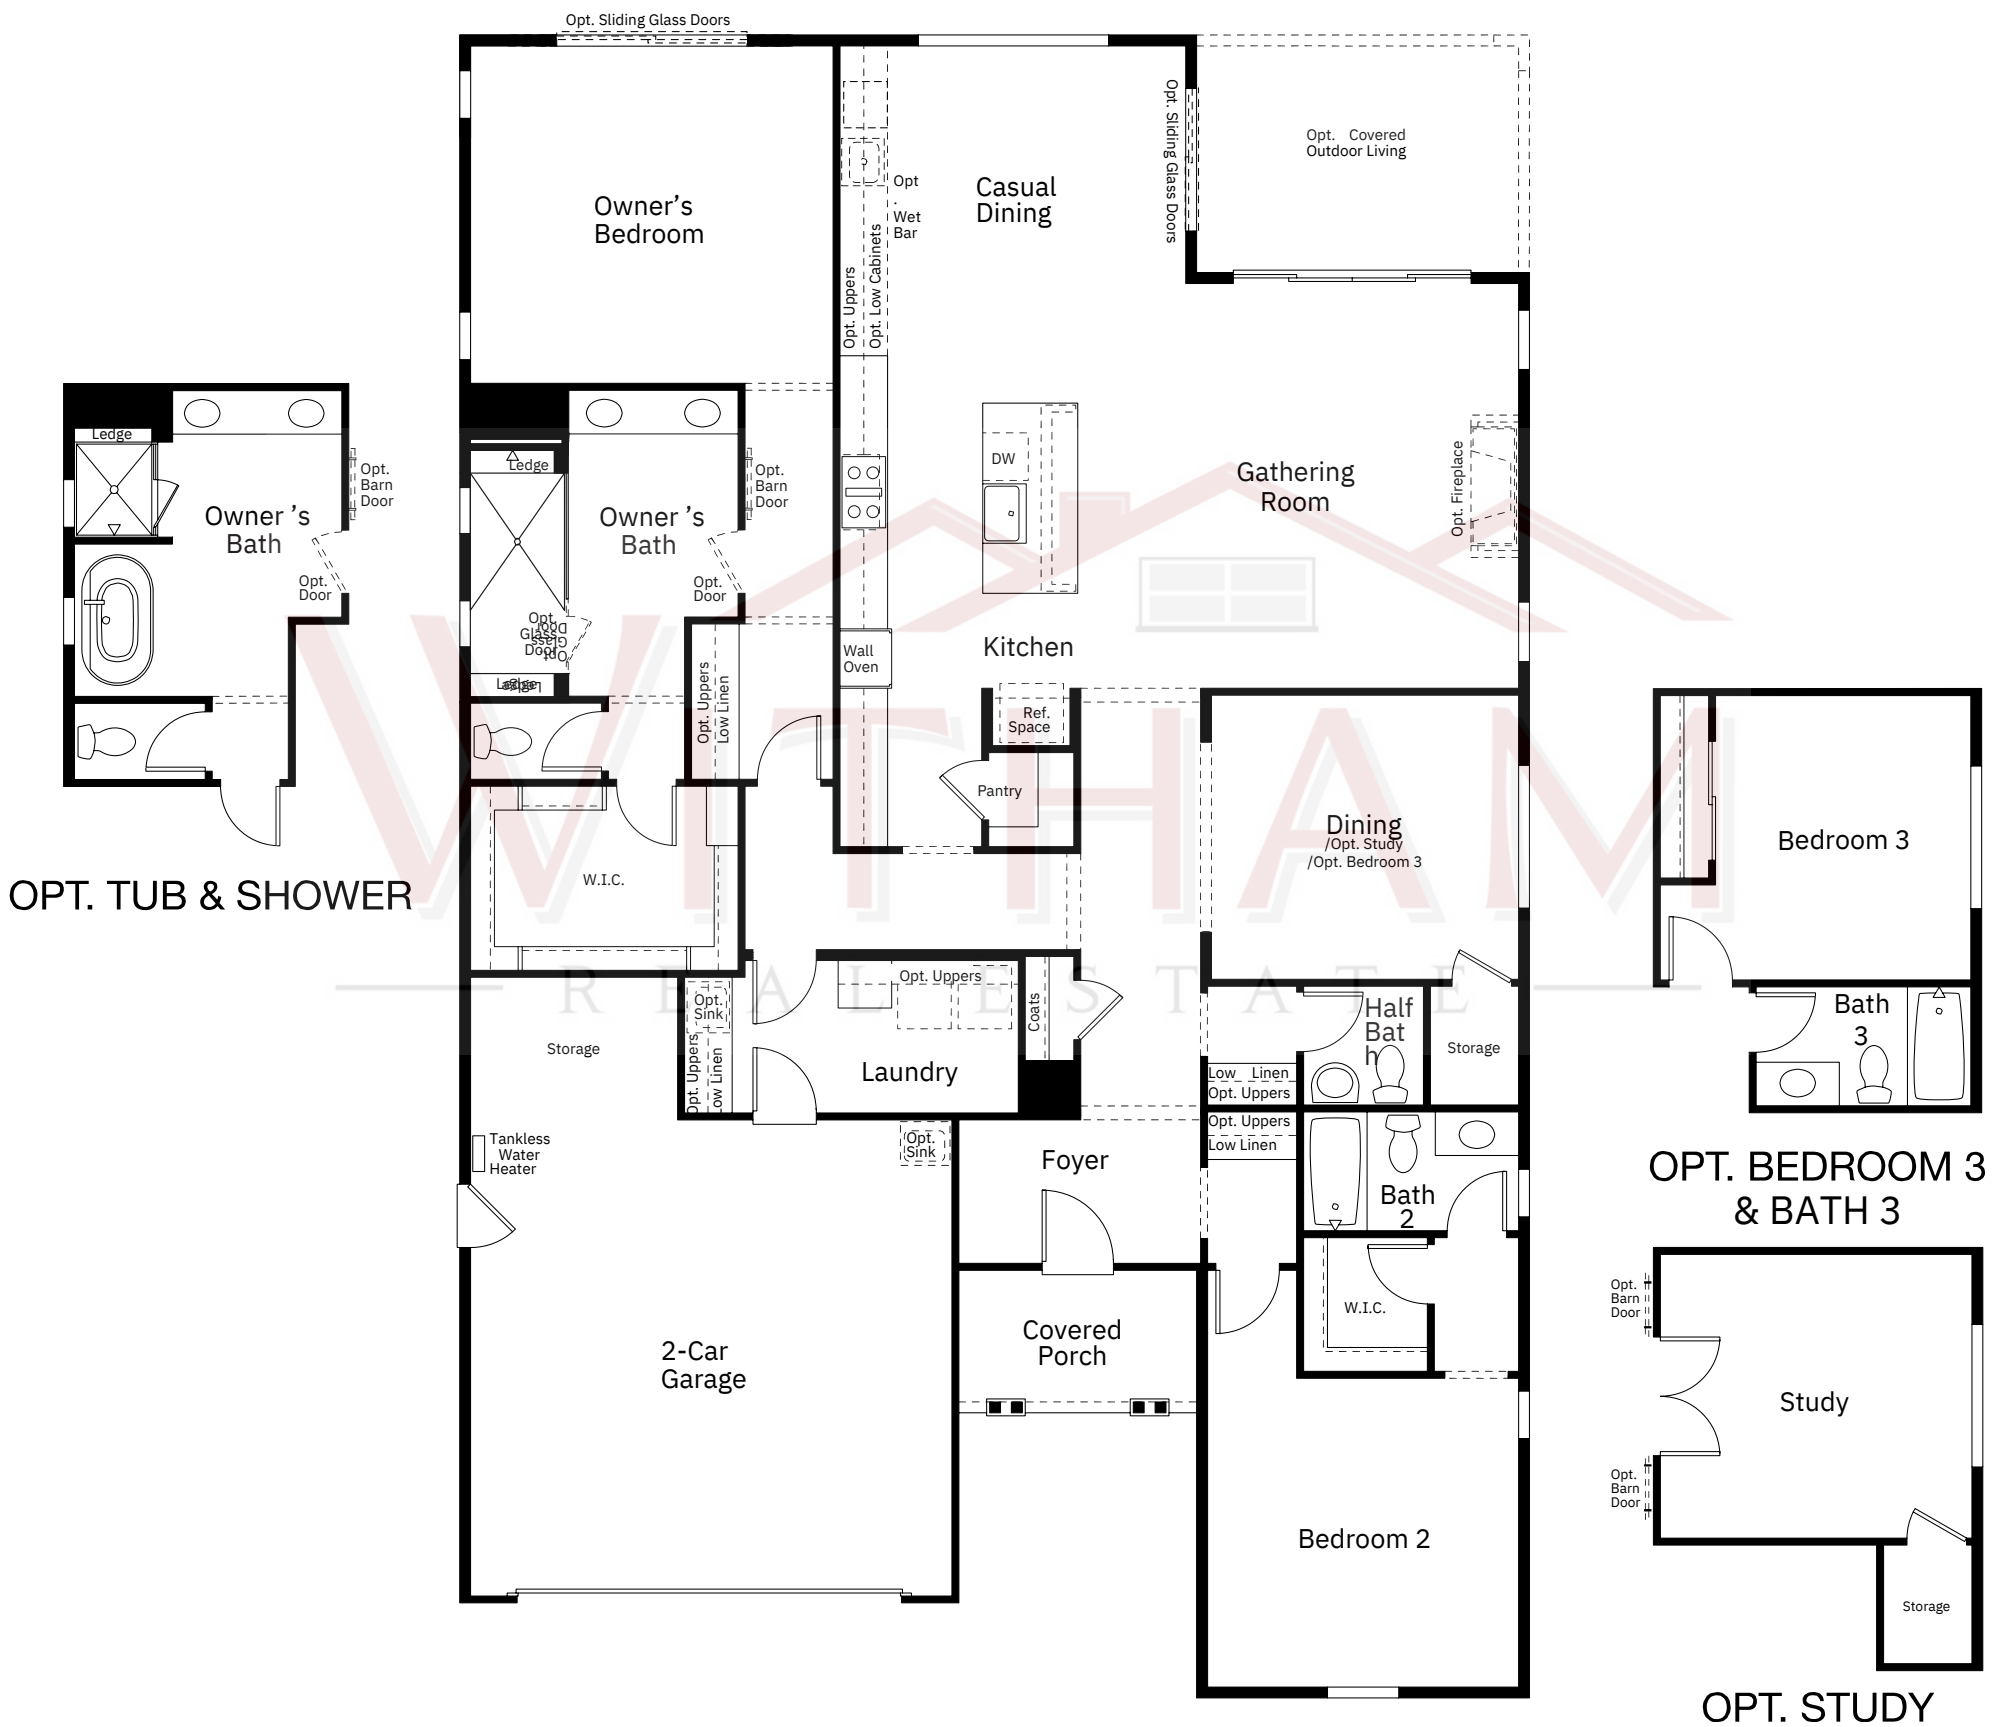 Opt. Sliding Glass Doors
Owner's
Bedroom
Opt
.
Wet
Bar
Opt. Uppers
Opt. Low Cabinets
Casual
Dining
Opt. Sliding Glass Doors
Opt. Covered
Outdoor Living
Ledge
Opt.
Barn
Door
Owner 's
Bath
Opt.
Door
OPT. TUB & SHOWER
Ledge
Owner 's
Bath
Opt.
Barn
Door
Opt.
Door
Opt.
Glass
Door
Opt.
Glass
Door
Ledge
Ledge
Opt. Uppers
Low Linen
DW
Wall
Oven
Kitchen
Gathering
Room
Opt. Fireplace
Ref.
Space
Pantry
W.I.C.
Dining
/Opt. Study
/Opt. Bedroom 3
WITHAM
REAL ESTATE
Storage
Opt.
Sink
Opt. Uppers
Low Linen
Opt. Uppers
Laundry
Coats
Half
Bat
h
Storage
Low Linen
Opt. Uppers
Opt. Uppers
Low Linen
Tankless
Water
Heater
Opt.
Sink
Foyer
Bath
2
W.I.C.
2-Car
Garage
Covered
Porch
Bedroom 2
Bedroom 3
Bath
3
OPT. BEDROOM 3
& BATH 3
Opt.
Barn
Door
Study
Opt.
Barn
Door
Storage
OPT. STUDY